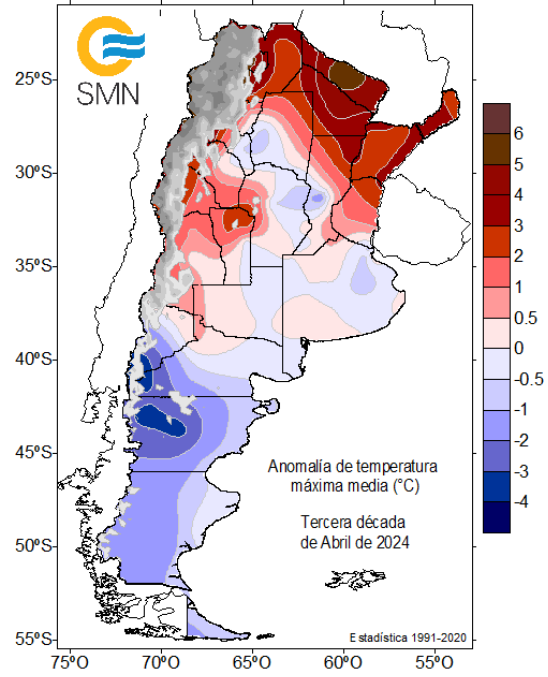 SMN
25ºS
30ºS
35ºS
40ºS
45ºS
50ºS
55ºS
75ºO
70ºO
65ºO
60ºO
55ºO
6
5
4
3
2
1
0.5
0
-0.5
-1
-2
-3
-4
Anomalía de temperatura
máxima media (°C)
Tercera década
de Abril de 2024
Estadística 1991-2020